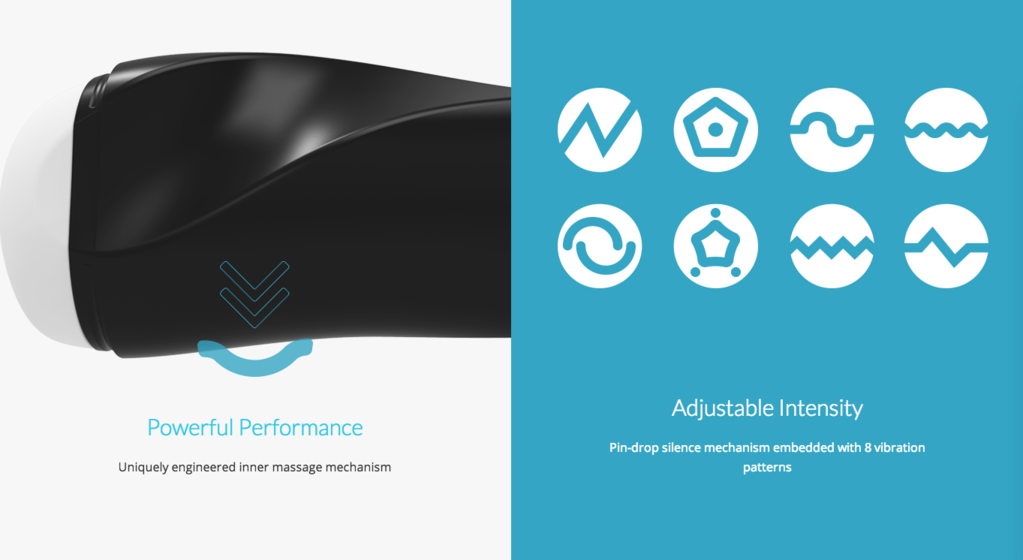 Powerful Performance
Uniquely engineered inner massage mechanism
Adjustable Intensity
Pin-drop silence mechanism embedded with 8 vibration
patterns